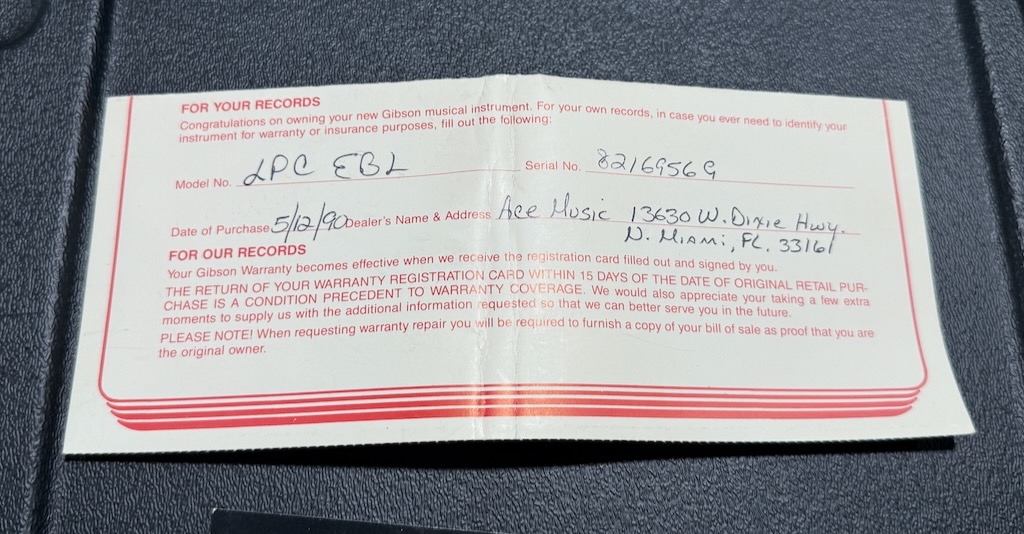 FOR YOUR RECORDS
Congratulations on owning your new Gibson musical instrument. For your own records, in case you ever need to identify your
instrument for warranty or insurance purposes, fill out the following:
Model No. LPC EBL Serial No. 82169569
Date of Purchase 5/12/90 Dealer's Name & Address Ace Music 13630 W. Dixie Hwy.
N. Miami, FL. 33161
FOR OUR RECORDS
Your Gibson Warranty becomes effective when we receive the registration card filled out and signed by you.
THE RETURN OF YOUR WARRANTY REGISTRATION CARD WITHIN 15 DAYS OF THE DATE OF ORIGINAL RETAIL PUR-
CHASE IS A CONDITION PRECEDENT TO WARRANTY COVERAGE. We would also appreciate your taking a few extra
moments to supply us with the additional information requested so that we can better serve you in the future.
PLEASE NOTE! When requesting warranty repair you will be required to furnish a copy of your bill of sale as proof that you are
the original owner.